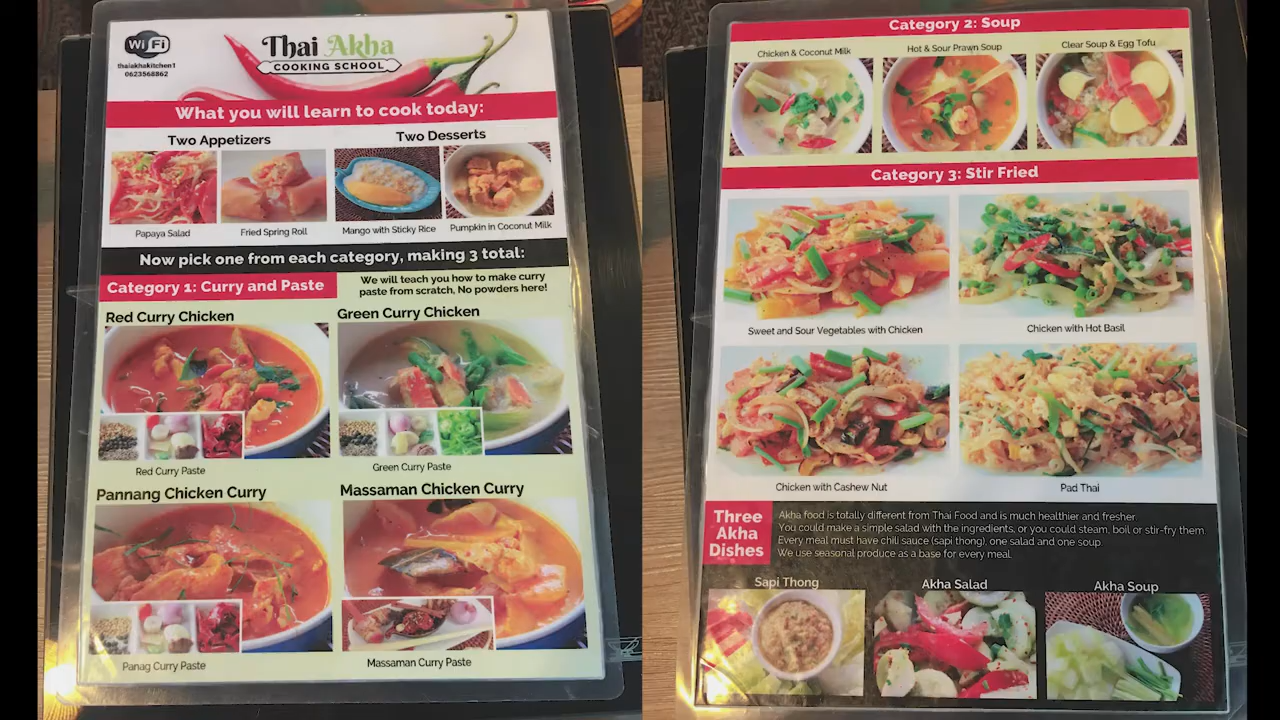 WiFi
thaiakhakitchen1
0623568862
Thai Akha
COOKING SCHOOL
What you will learn to cook today:
Two Appetizers
Two Desserts
Papaya Salad
Fried Spring Roll
Mango with Sticky Rice
Pumpkin in Coconut Milk
Now pick one from each category, making 3 total:
Category 1: Curry and Paste
We will teach you how to make curry
paste from scratch, No powders here!
Red Curry Chicken
Green Curry Chicken
Red Curry Paste
Green Curry Paste
Pannang Chicken Curry
Massaman Chicken Curry
Panag Curry Paste
Massaman Curry Paste
Category 2: Soup
Chicken & Coconut Milk
Hot & Sour Prawn Soup
Clear Soup & Egg Tofu
Category 3: Stir Fried
Sweet and Sour Vegetables with Chicken
Chicken with Hot Basil
Chicken with Cashew Nut
Pad Thai
Three
Akha
Dishes
Akha food is totally different from Thai Food and is much healthier and fresher.
You could make a simple salad with the ingredients, or you could steam, boil or stir-fry them.
Every meal must have chili sauce (sapi thong), one salad and one soup.
We use seasonal produce as a base for every meal.
Sapi Thong
Akha Salad
Akha Soup